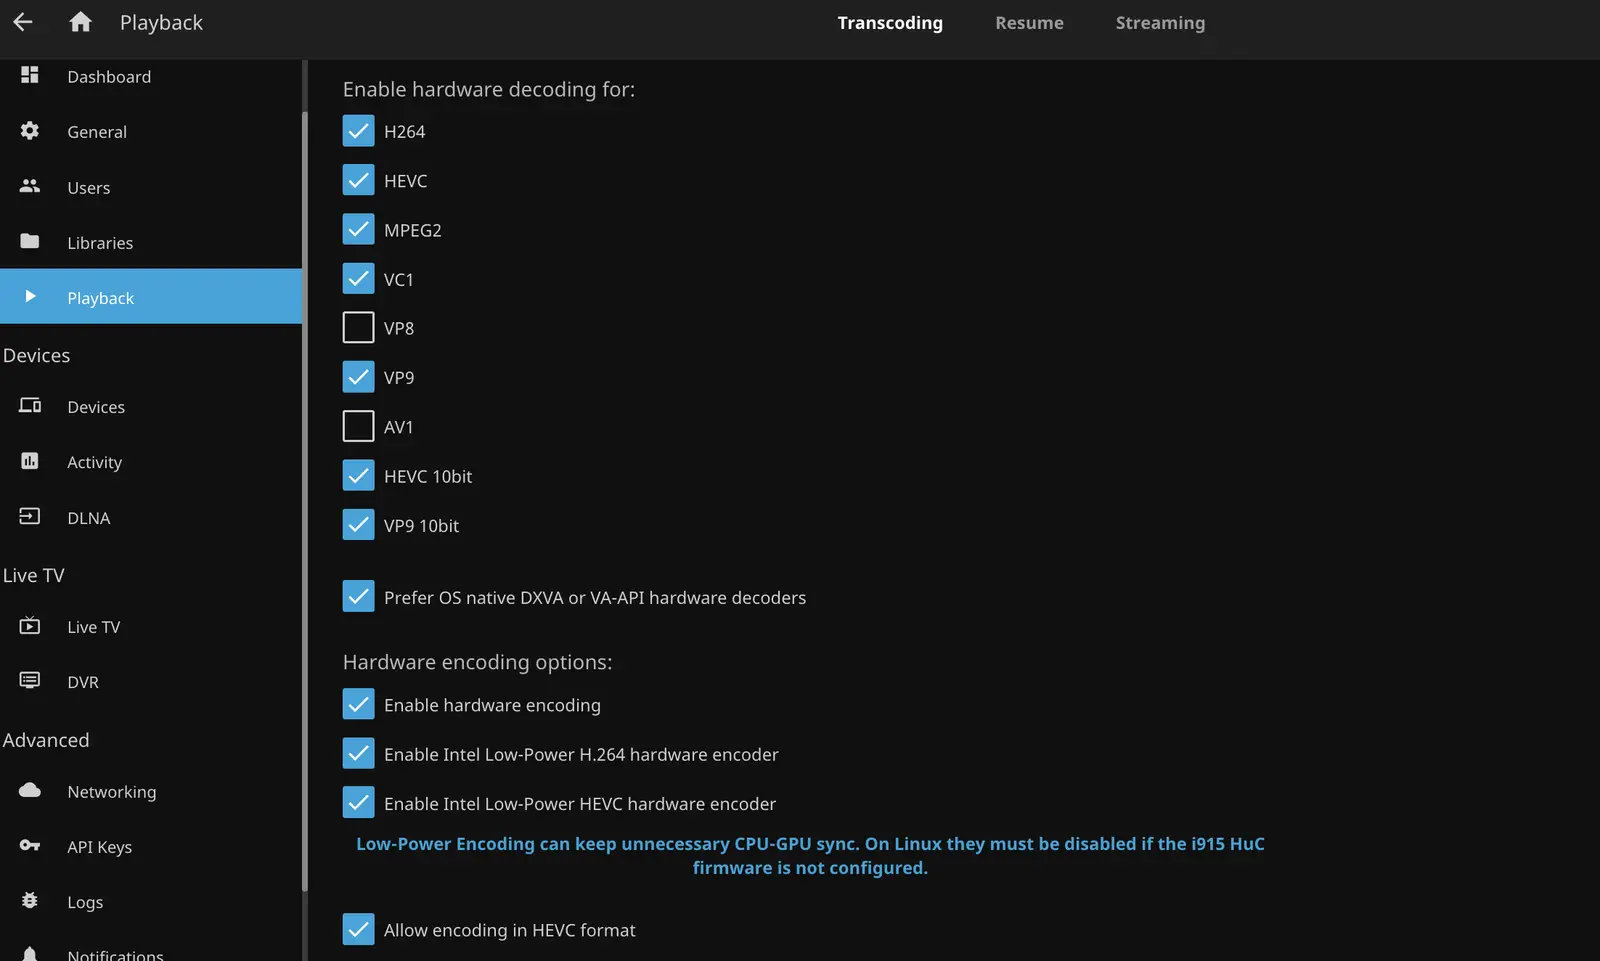 Playback
Transcoding
Resume
Streaming
Dashboard
General
Users
Libraries
Playback
Devices
Devices
Activity
DLNA
Live TV
Live TV
DVR
Advanced
Networking
API Keys
Logs
Notifications
Enable hardware decoding for:
H264
HEVC
MPEG2
VC1
VP8
VP9
AV1
HEVC 10bit
VP9 10bit
Prefer OS native DXVA or VA-API hardware decoders
Hardware encoding options:
Enable hardware encoding
Enable Intel Low-Power H.264 hardware encoder
Enable Intel Low-Power HEVC hardware encoder
Low-Power Encoding can keep unnecessary CPU-GPU sync. On Linux they must be disabled if the i915 HuC
firmware is not configured.
Allow encoding in HEVC format